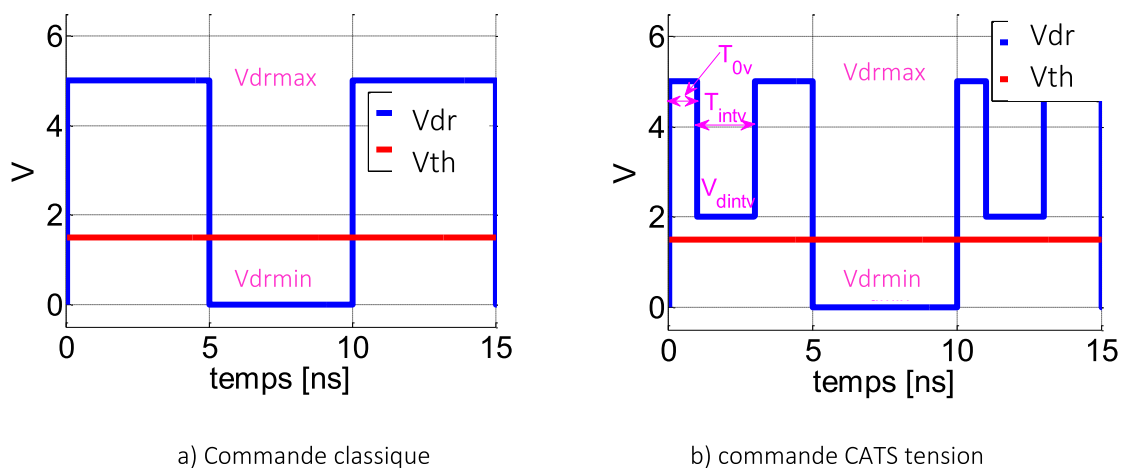 6
4
2
0
V
Vdrmax
Vdr
Vth
Vdrmin
0
5
10
15
temps [ns]
a) Commande classique
6
4
2
0
V
T0v
Vdrmax
Tintv
Vdintv
Vdr
Vth
Vdrmin
0
5
10
15
temps [ns]
b) commande CATS tension